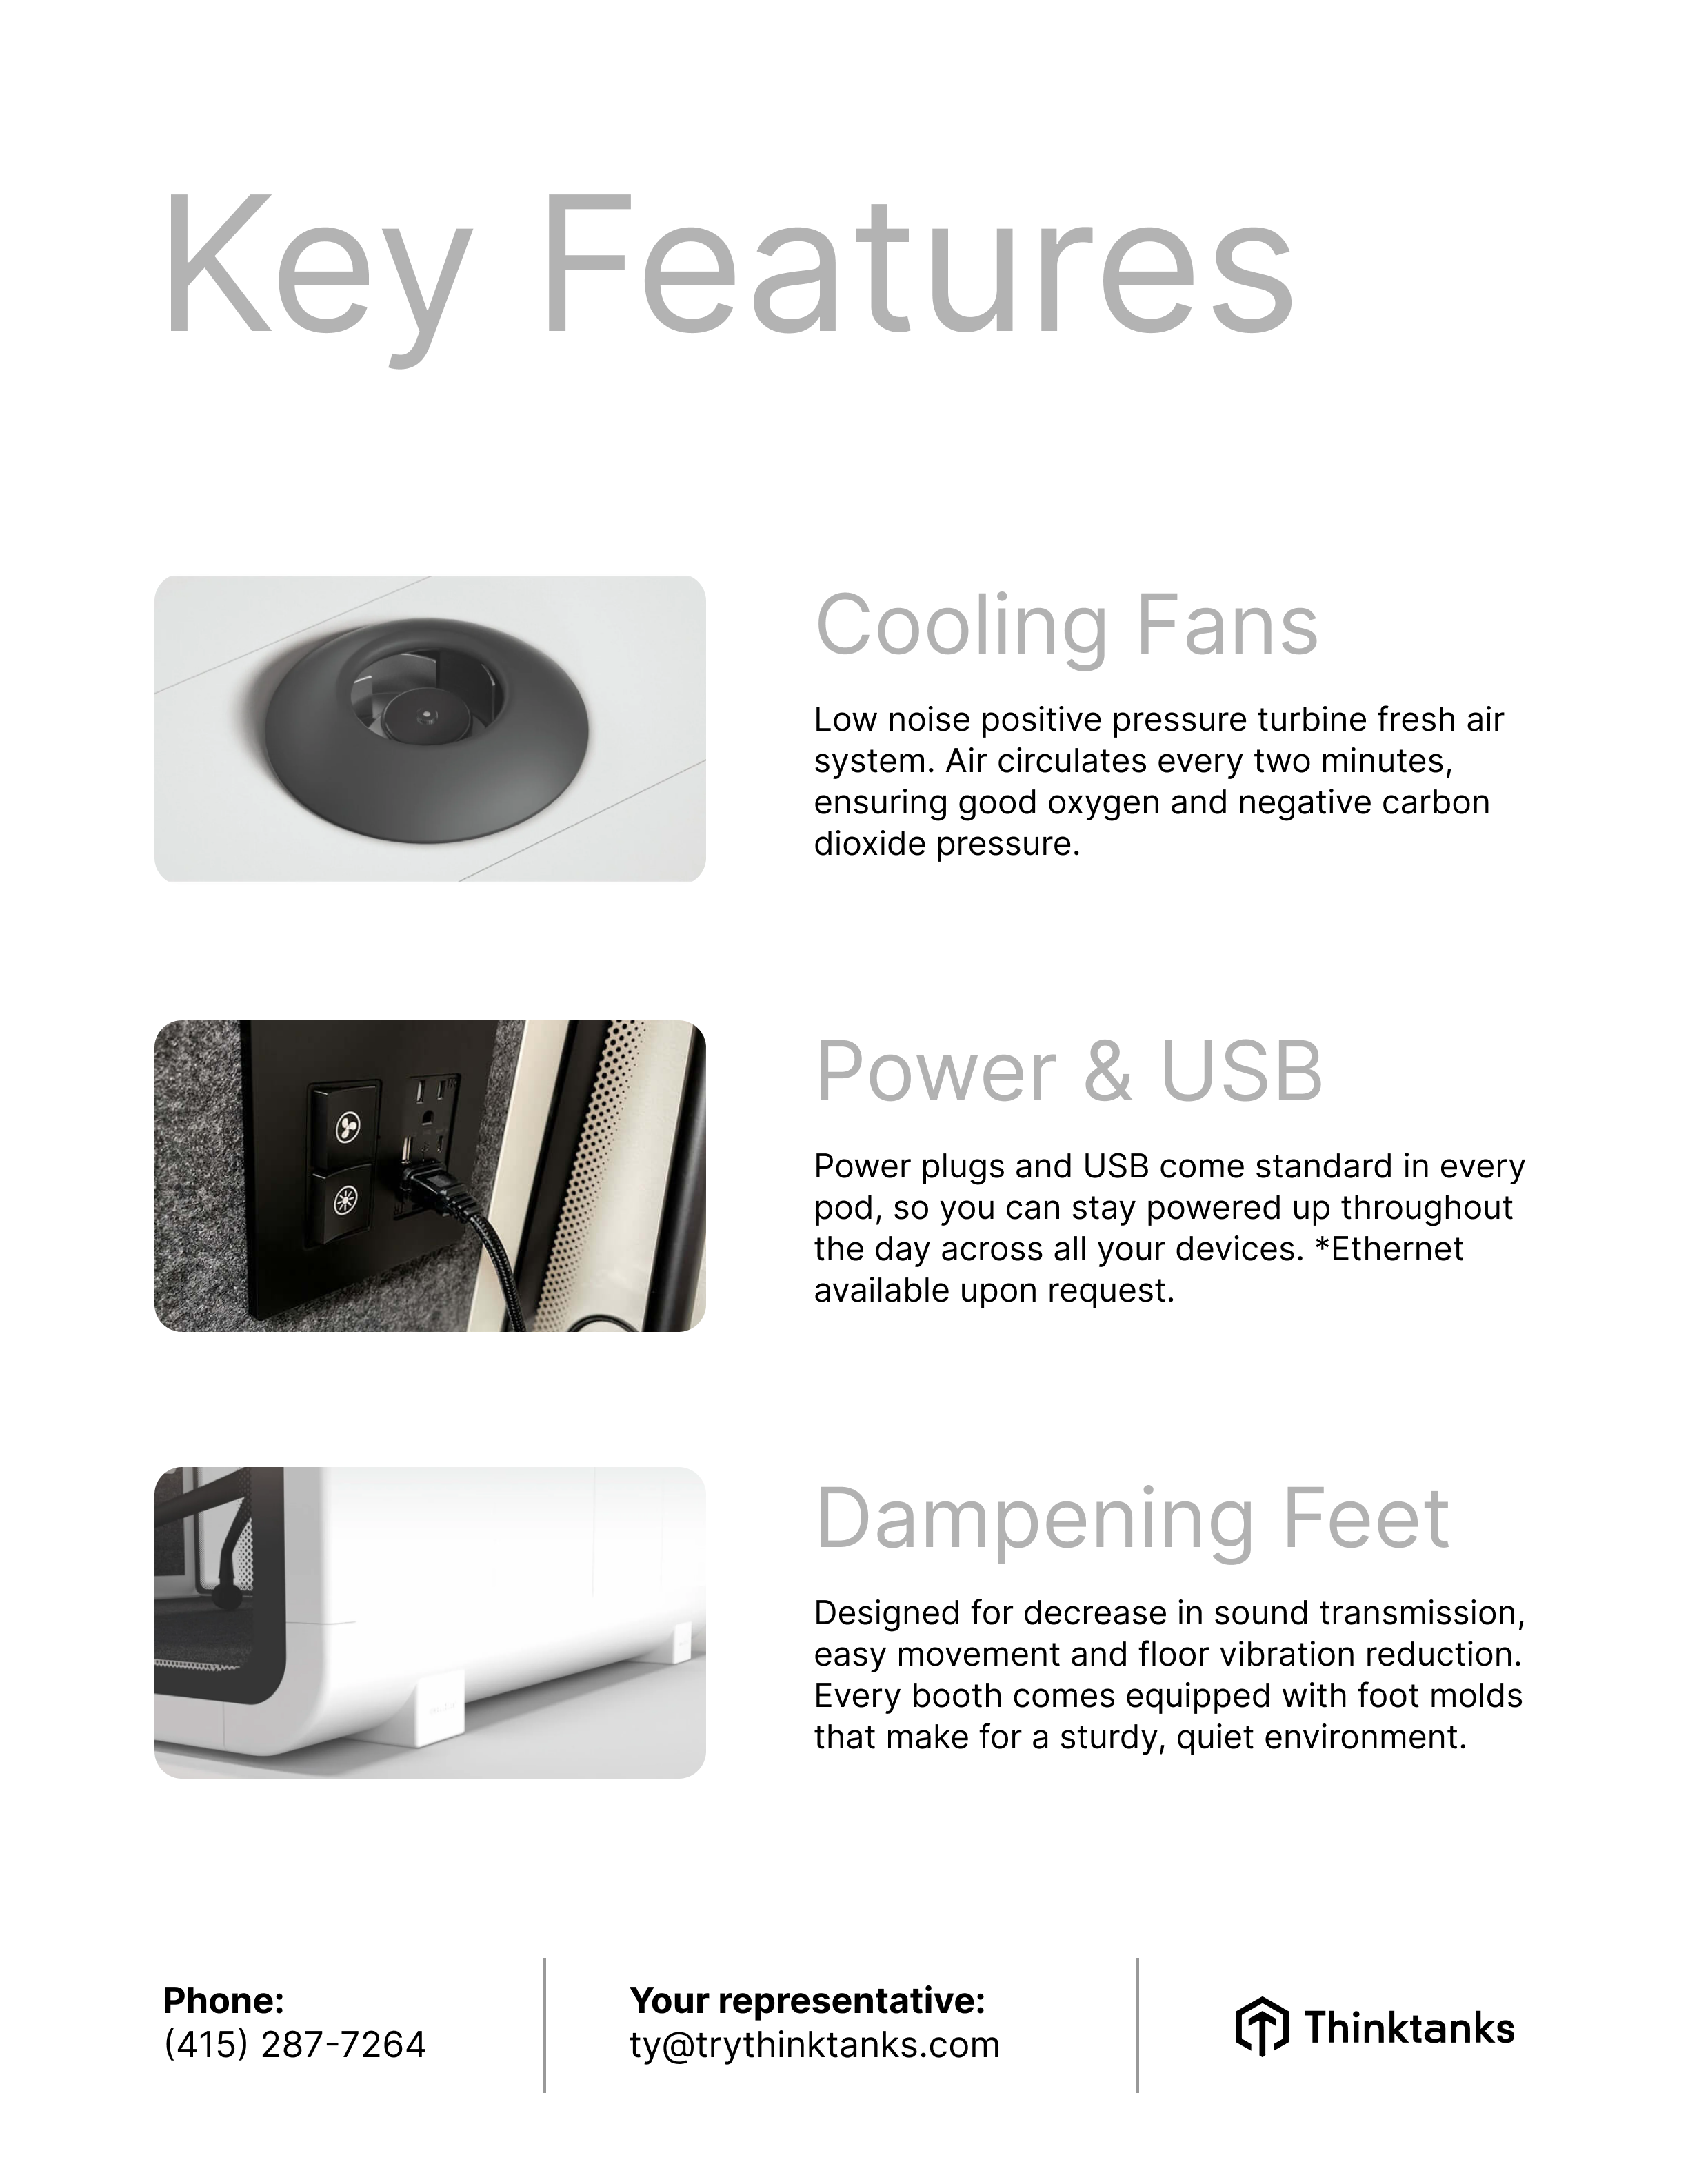 Key Features
Cooling Fans
Low noise positive pressure turbine fresh air
system. Air circulates every two minutes,
ensuring good oxygen and negative carbon
dioxide pressure.
Power & USB
Power plugs and USB come standard in every
pod, so you can stay powered up throughout
the day across all your devices. *Ethernet
available upon request.
Dampening Feet
Designed for decrease in sound transmission,
easy movement and floor vibration reduction.
Every booth comes equipped with foot molds
that make for a sturdy, quiet environment.
Phone:
(415) 287-7264
Your representative:
ty@trythinktanks.com
Thinktanks